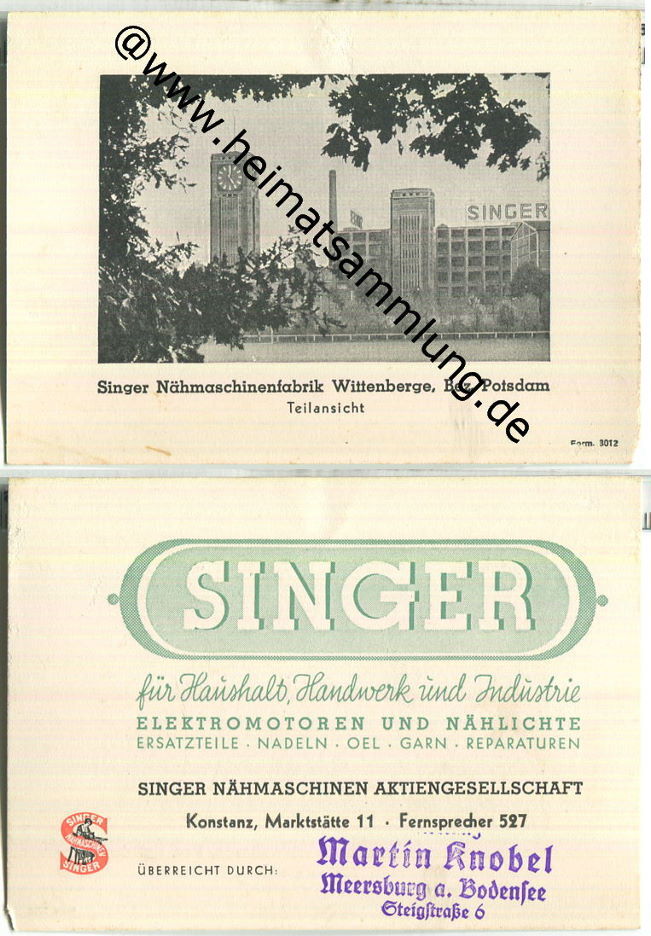 @www.heimatsammlung.de
SINGER
Singer Nähmaschinenfabrik Wittenberge, Bez. Potsdam
Teilansicht
Form. 3012
SINGER
für Haushalt, Handwerk und Industrie
ELEKTROMOTOREN UND NÄHLICHTE
ERSATZTEILE · NADELN · OEL · GARN · REPARATUREN
SINGER NÄHMASCHINEN AKTIENGESELLSCHAFT
Konstanz, Marktstätte 11 · Fernsprecher 527
SINGER
NÄHMASCHINEN
SINGER
ÜBERREICHT DURCH:
Martin Knobel
Meersburg a. Bodensee
Steigstraße 6